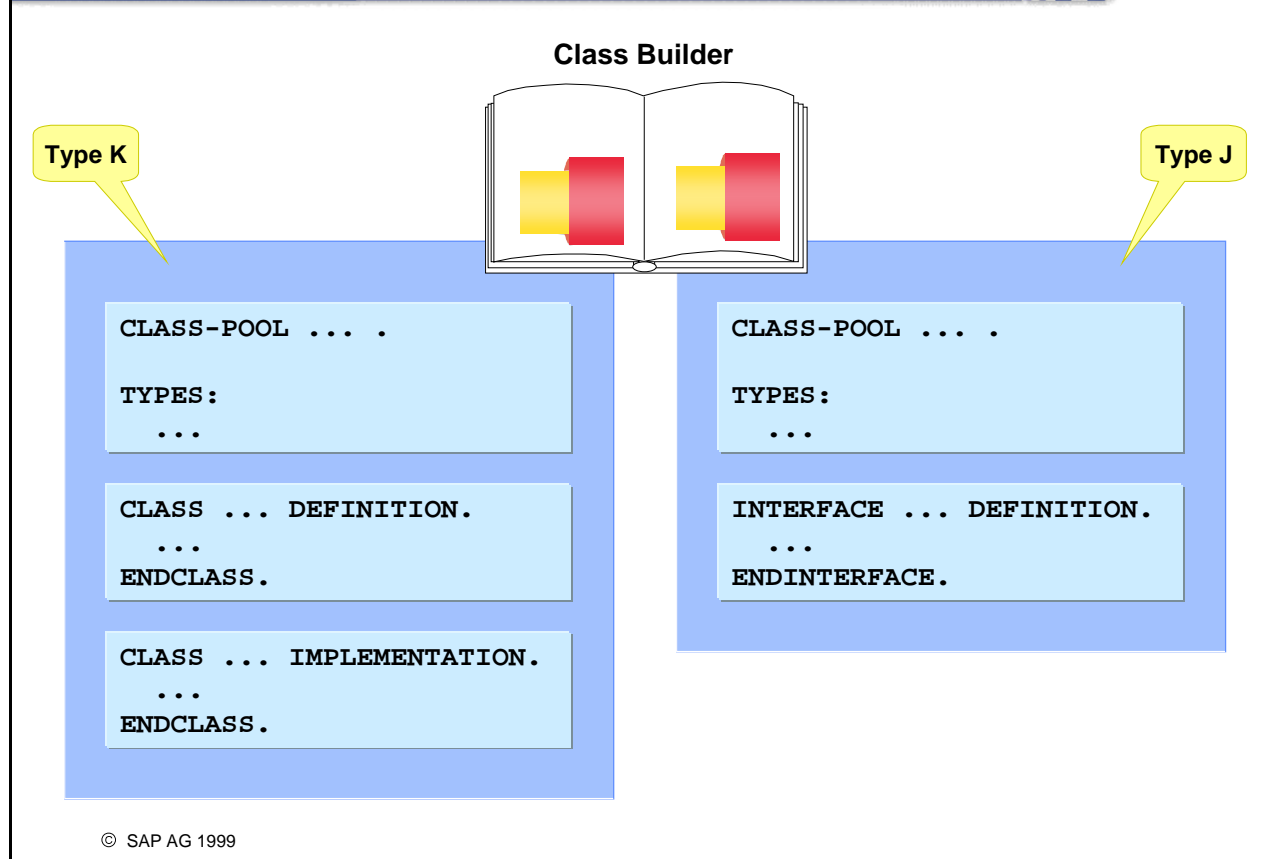 Class Builder
Type K
Type J
CLASS-POOL ... .
TYPES:
...
CLASS ... DEFINITION.
...
ENDCLASS.
CLASS ... IMPLEMENTATION.
...
ENDCLASS.
CLASS-POOL ... .
TYPES:
...
INTERFACE ... DEFINITION.
...
ENDINTERFACE.
© SAP AG 1999